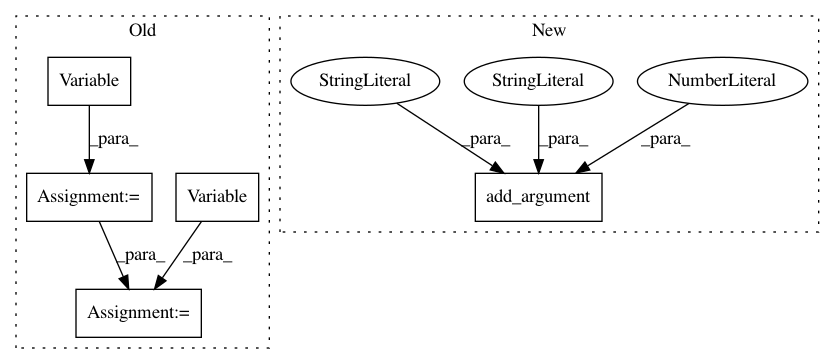 Old
New
Variable
StringLiteral
StringLiteral
NumberLiteral
_para_
_para_
_para_
_para_
Assignment:=
Variable
add_argument
_para_
_para_
Assignment:=